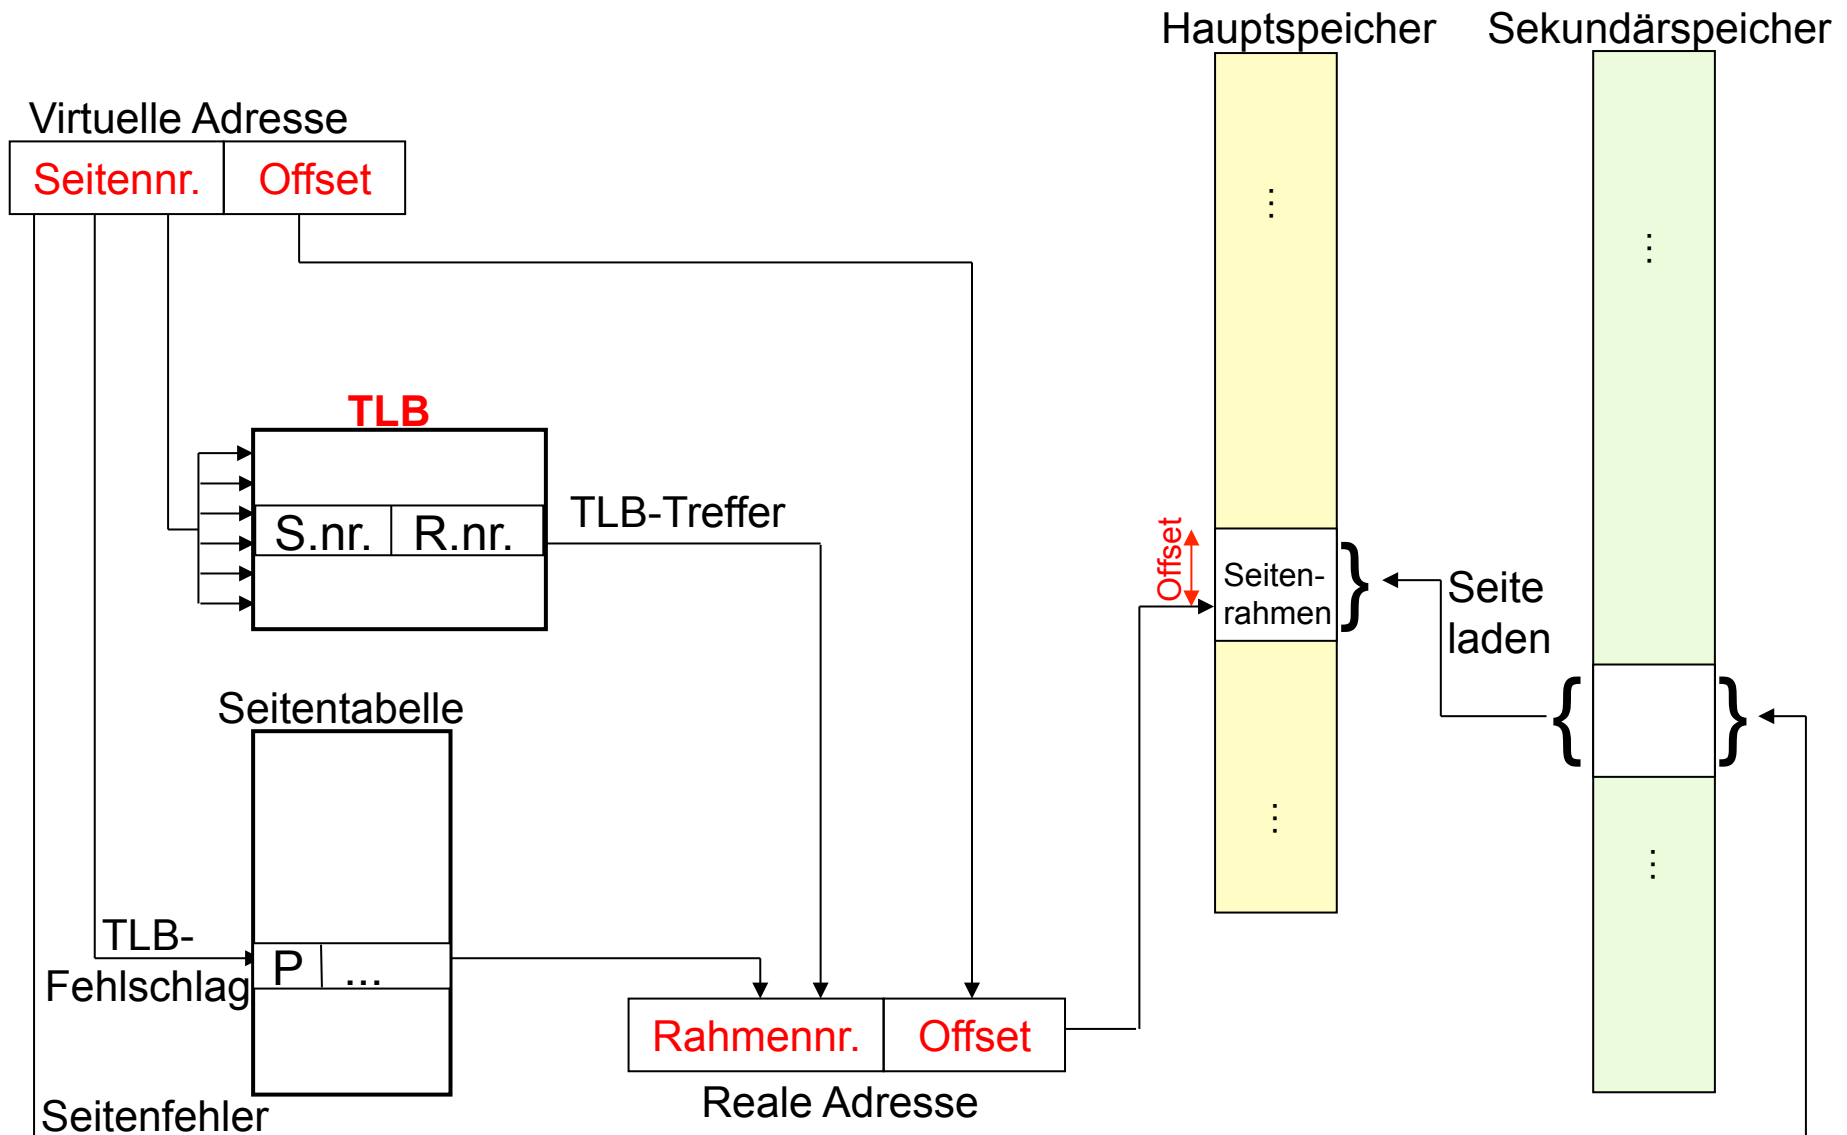 Hauptspeicher
Sekundärspeicher
Virtuelle Adresse
Seitennr.
Offset
⋮
⋮
TLB
S.nr.
R.nr.
TLB-Treffer
Offset
Seiten-
rahmen
}
Seite
laden
{
}
Seitentabelle
⋮
⋮
TLB-
Fehlschlag
P
...
Rahmennr.
Offset
Reale Adresse
Seitenfehler